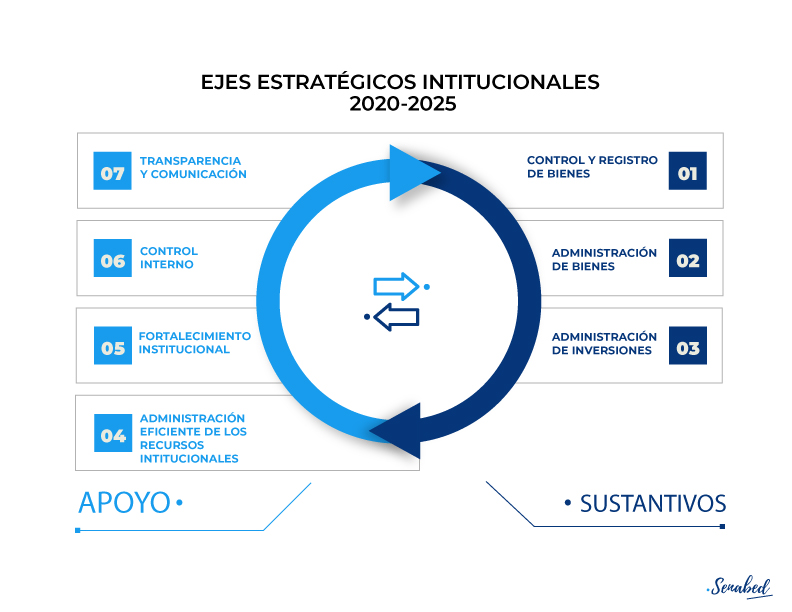 EJES ESTRATÉGICOS INTITUCIONALES
2020-2025
07
TRANSPARENCIA
Y COMUNICACIÓN
06
CONTROL
INTERNO
05
FORTALECIMIENTO
INSTITUCIONAL
04
ADMINISTRACIÓN
EFICIENTE DE LOS
RECURSOS
INTITUCIONALES
CONTROL Y REGISTRO
DE BIENES
01
ADMINISTRACIÓN
DE BIENES
02
ADMINISTRACIÓN
DE INVERSIONES
03
APOYO •
• SUSTANTIVOS
Senabed